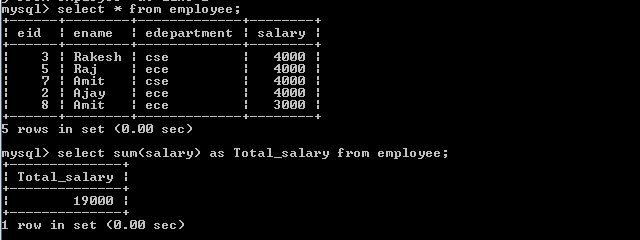 mysql> select * from employee;
+------+--------+-------------+--------+
| eid  | ename  | edepartment | salary |
+------+--------+-------------+--------+
|    3 | Rakesh | cse         |   4000 |
|    5 | Raj    | ece         |   4000 |
|    7 | Amit   | cse         |   4000 |
|    2 | Ajay   | ece         |   4000 |
|    8 | Amit   | ece         |   3000 |
+------+--------+-------------+--------+
5 rows in set (0.00 sec)
mysql> select sum(salary) as Total_salary from employee;
+--------------+
| Total_salary |
+--------------+
|        19000 |
+--------------+
1 row in set (0.00 sec)